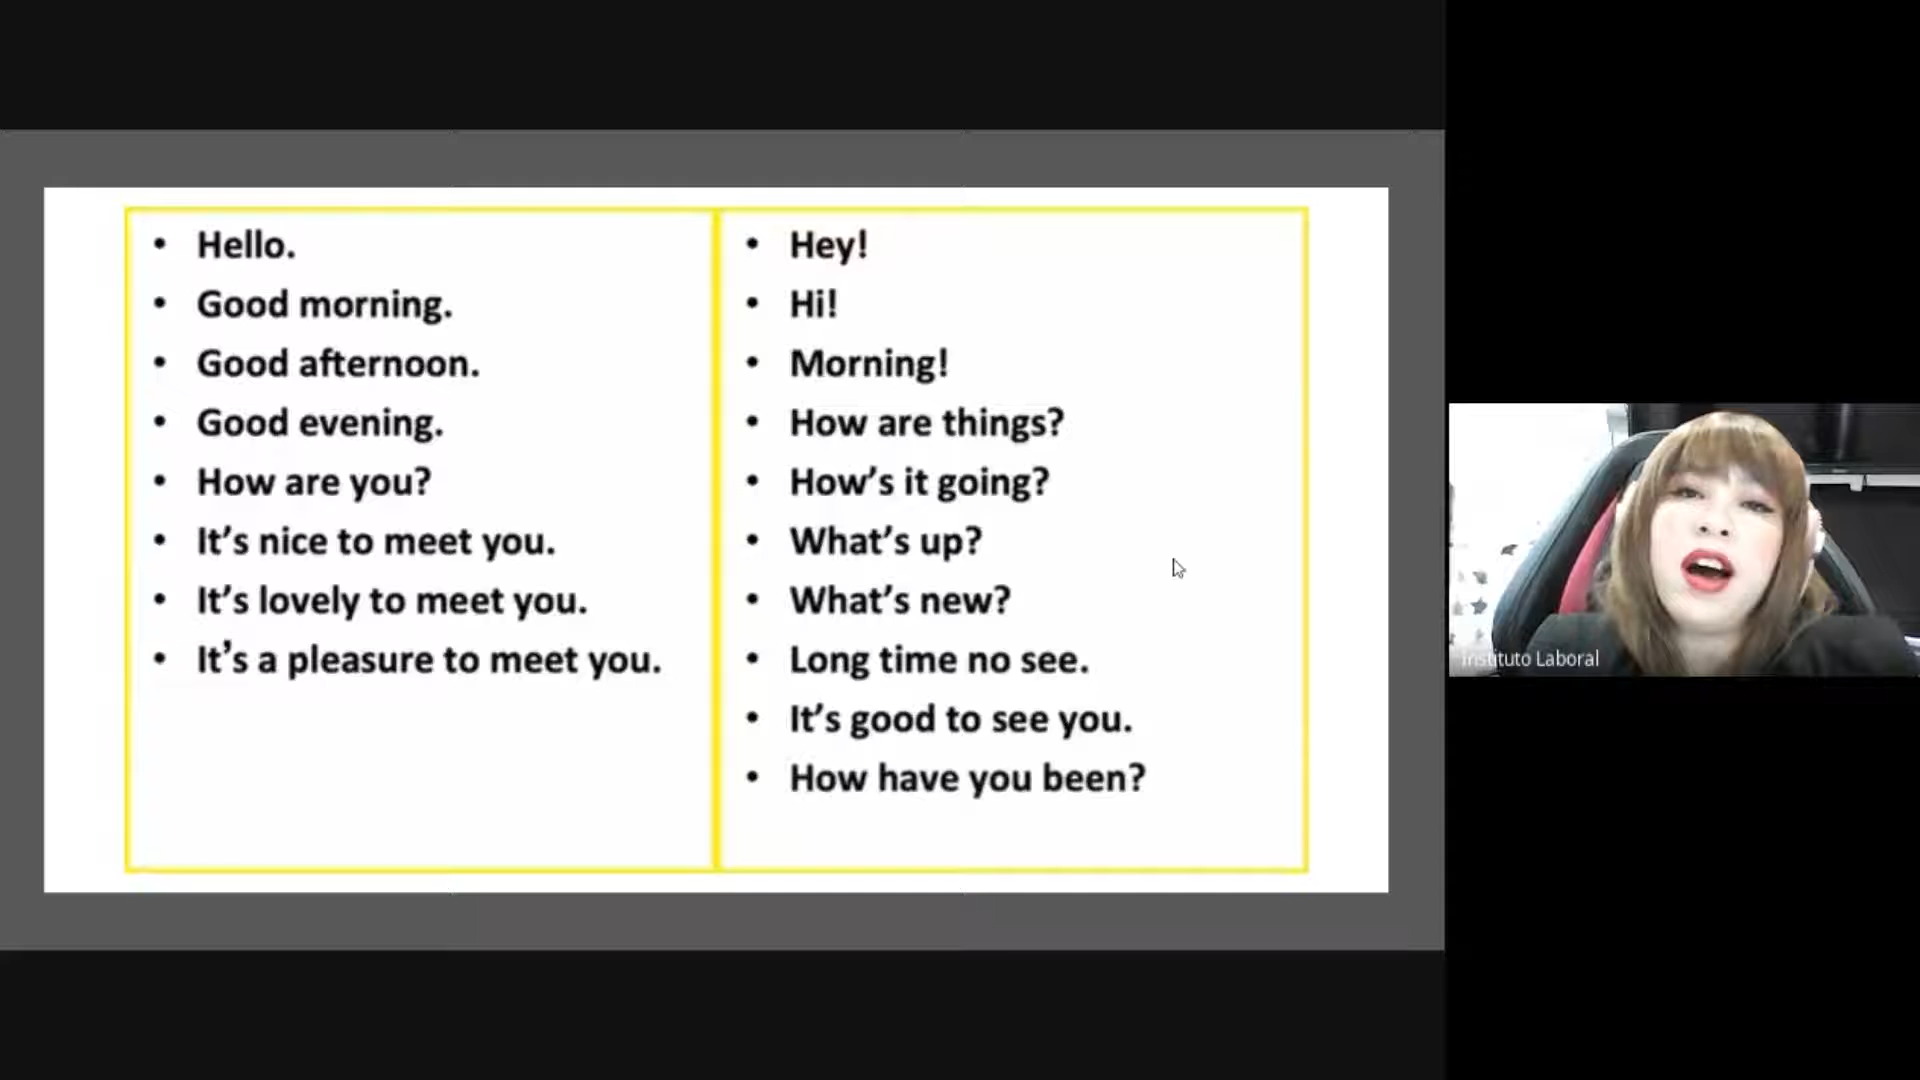 • Hello.
• Good morning.
• Good afternoon.
• Good evening.
• How are you?
• It’s nice to meet you.
• It’s lovely to meet you.
• It’s a pleasure to meet you.
• Hey!
• Hi!
• Morning!
• How are things?
• How’s it going?
• What’s up?
• What’s new?
• Long time no see.
• It’s good to see you.
• How have you been?
Instituto Laboral